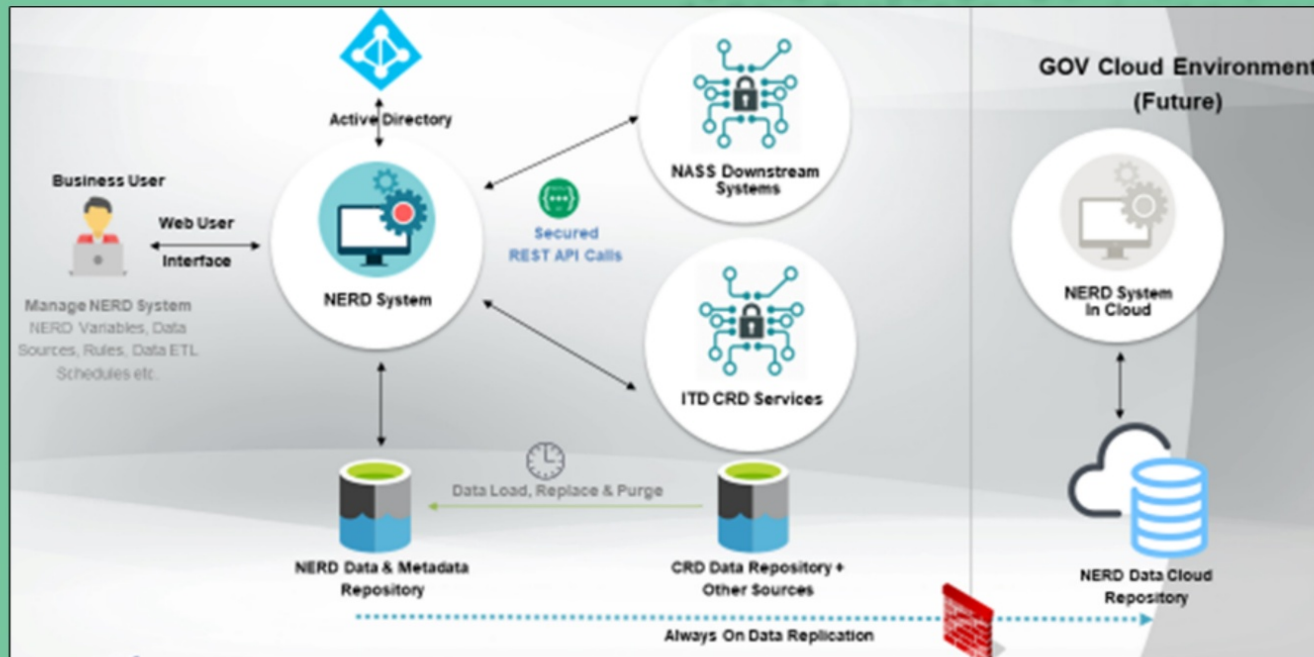 GOV Cloud Environment
(Future)
Active Directory
Business User
Web User
Interface
Manage NERD System
NERD Variables, Data
Sources, Rules, Data ETL
Schedules etc.
NERD System
Secured
REST API Calls
NASS Downstream
Systems
ITD CRD Services
NERD System
In Cloud
Data Load, Replace & Purge
NERD Data & Metadata
Repository
CRD Data Repository +
Other Sources
NERD Data Cloud
Repository
Always On Data Replication